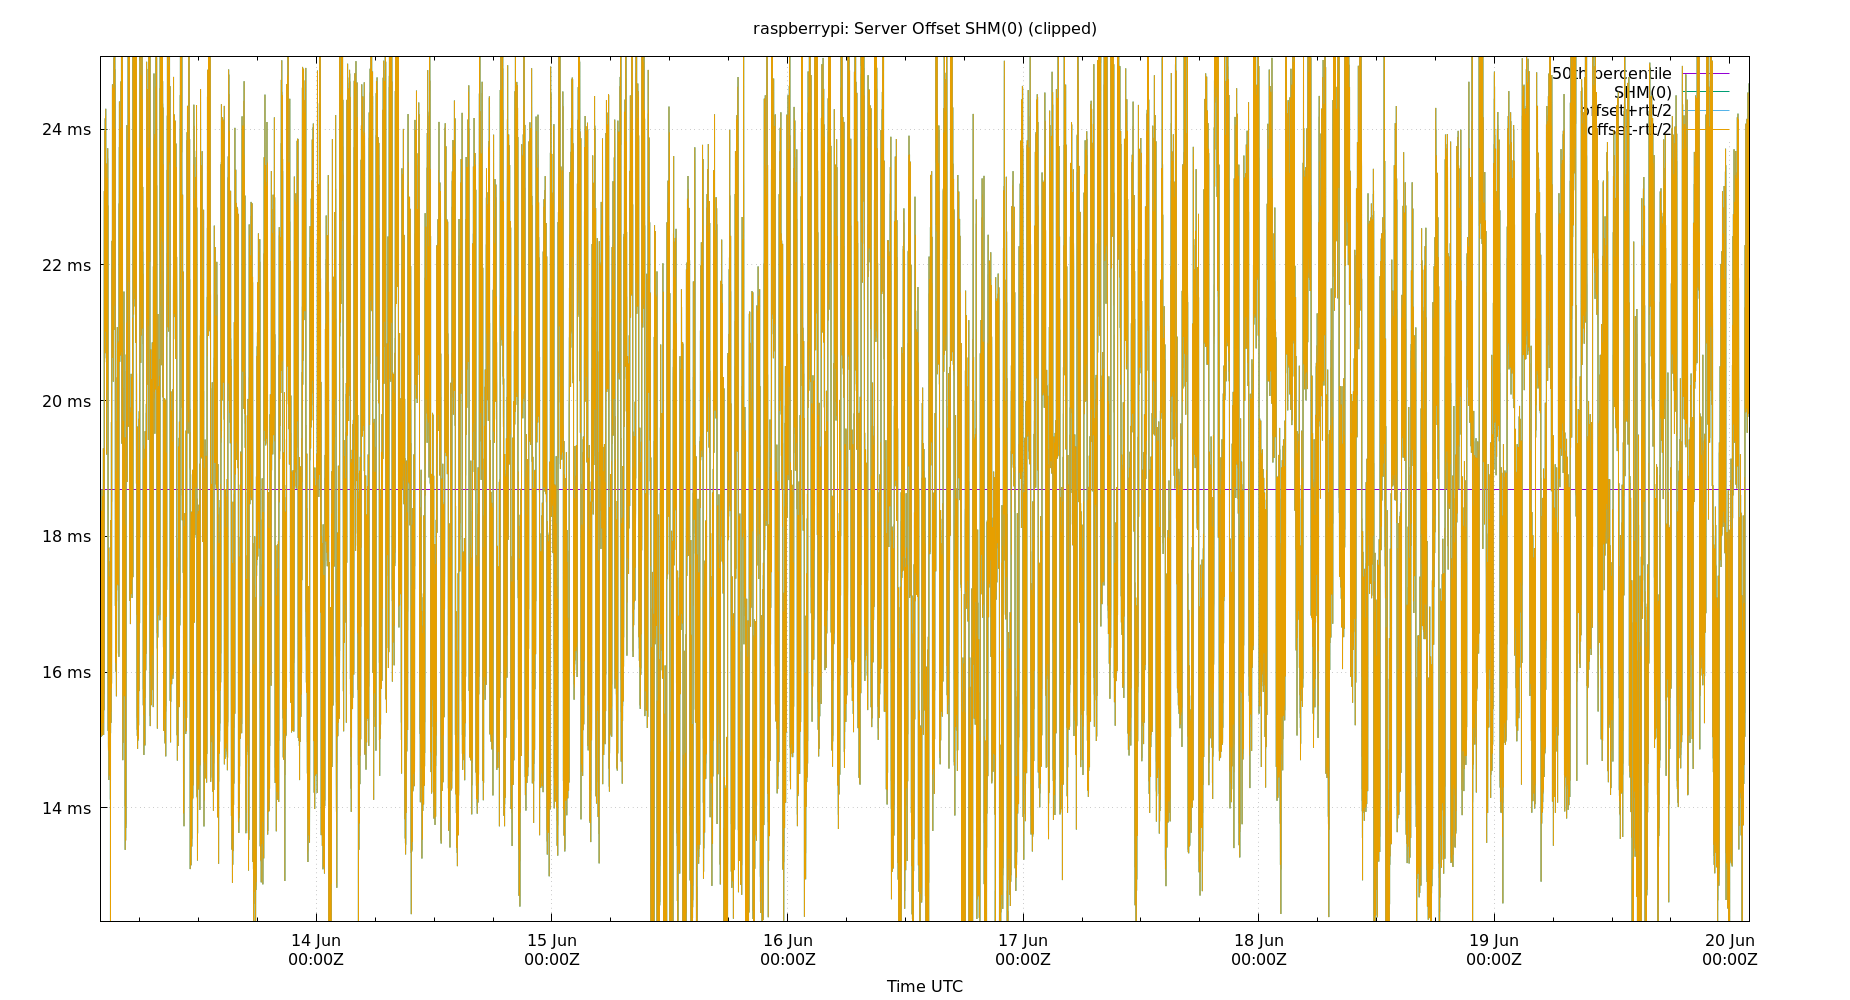 raspberrypi: Server Offset SHM(0) (clipped)
50th percentile
SHM(0)
offset+rtt/2
offset-rtt/2
24 ms
22 ms
20 ms
18 ms
16 ms
14 ms
14 Jun 15 Jun 16 Jun 17 Jun 18 Jun 19 Jun 20 Jun
00:00Z 00:00Z 00:00Z 00:00Z 00:00Z 00:00Z 00:00Z
Time UTC